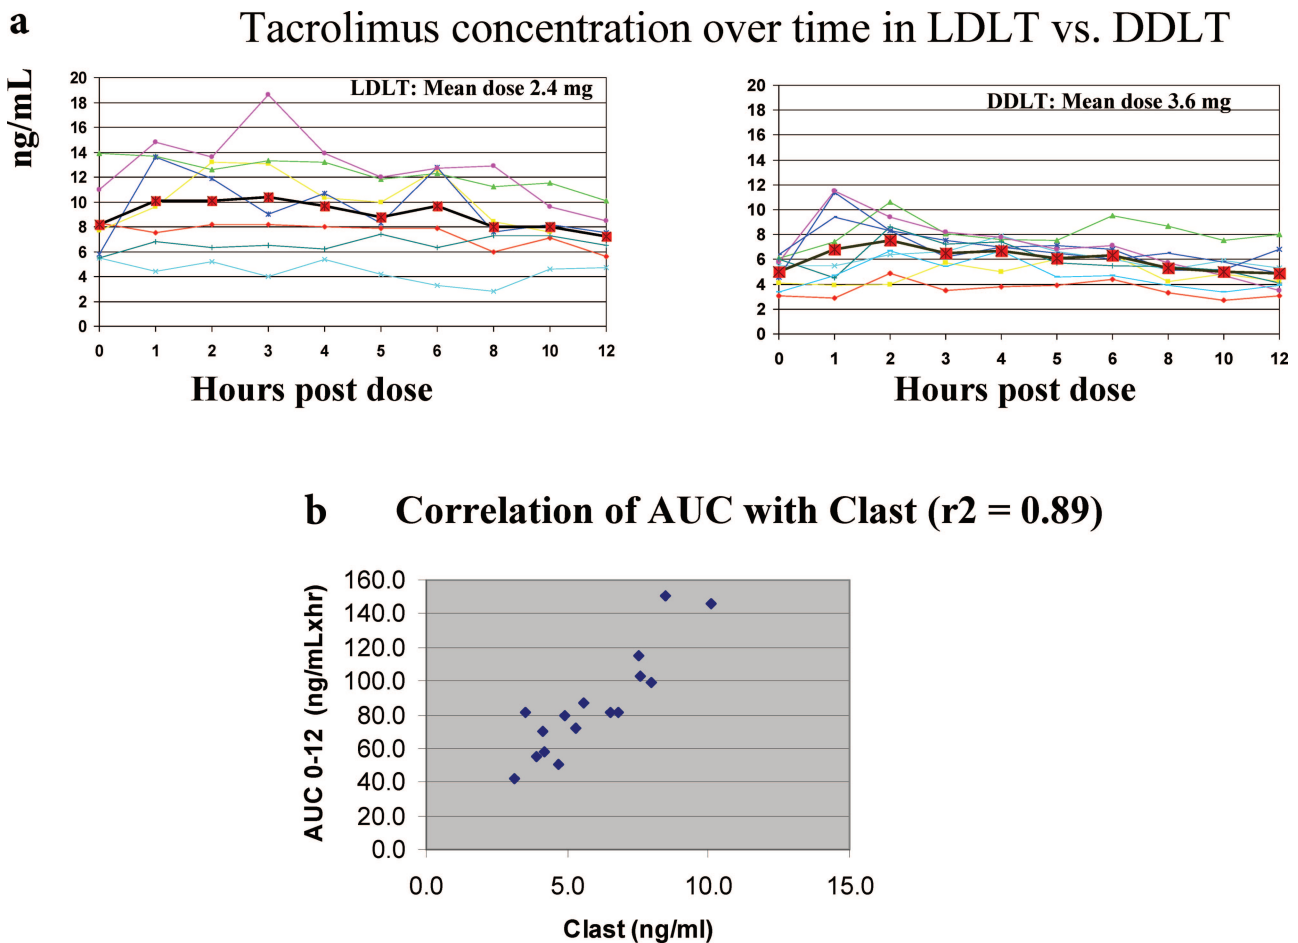 a
Tacrolimus concentration over time in LDLT vs. DDLT
ng/mL
LDLT: Mean dose 2.4 mg
20
18
16
14
12
10
8
6
4
2
0
0 1 2 3 4 5 6 8 10 12
Hours post dose
DDLT: Mean dose 3.6 mg
20
18
16
14
12
10
8
6
4
2
0
0 1 2 3 4 5 6 8 10 12
Hours post dose
b
Correlation of AUC with Clast (r2 = 0.89)
AUC 0-12 (ng/mLxhr)
160.0
140.0
120.0
100.0
80.0
60.0
40.0
20.0
0.0
0.0 5.0 10.0 15.0
Clast (ng/ml)